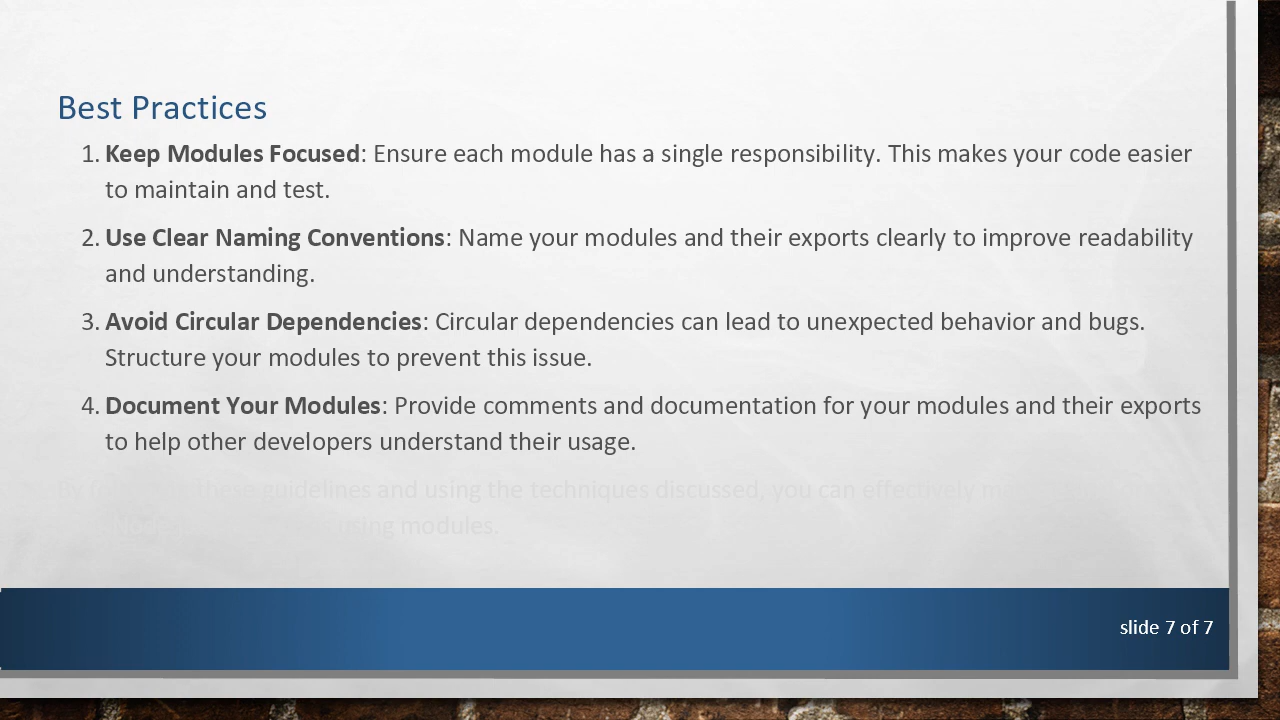 Best Practices
1. Keep Modules Focused: Ensure each module has a single responsibility. This makes your code easier
to maintain and test.
2. Use Clear Naming Conventions: Name your modules and their exports clearly to improve readability
and understanding.
3. Avoid Circular Dependencies: Circular dependencies can lead to unexpected behavior and bugs.
Structure your modules to prevent this issue.
4. Document Your Modules: Provide comments and documentation for your modules and their exports
to help other developers understand their usage.
By these guidelines and using the techniques discussed, you can effectively
using modules.
slide 7 of 7